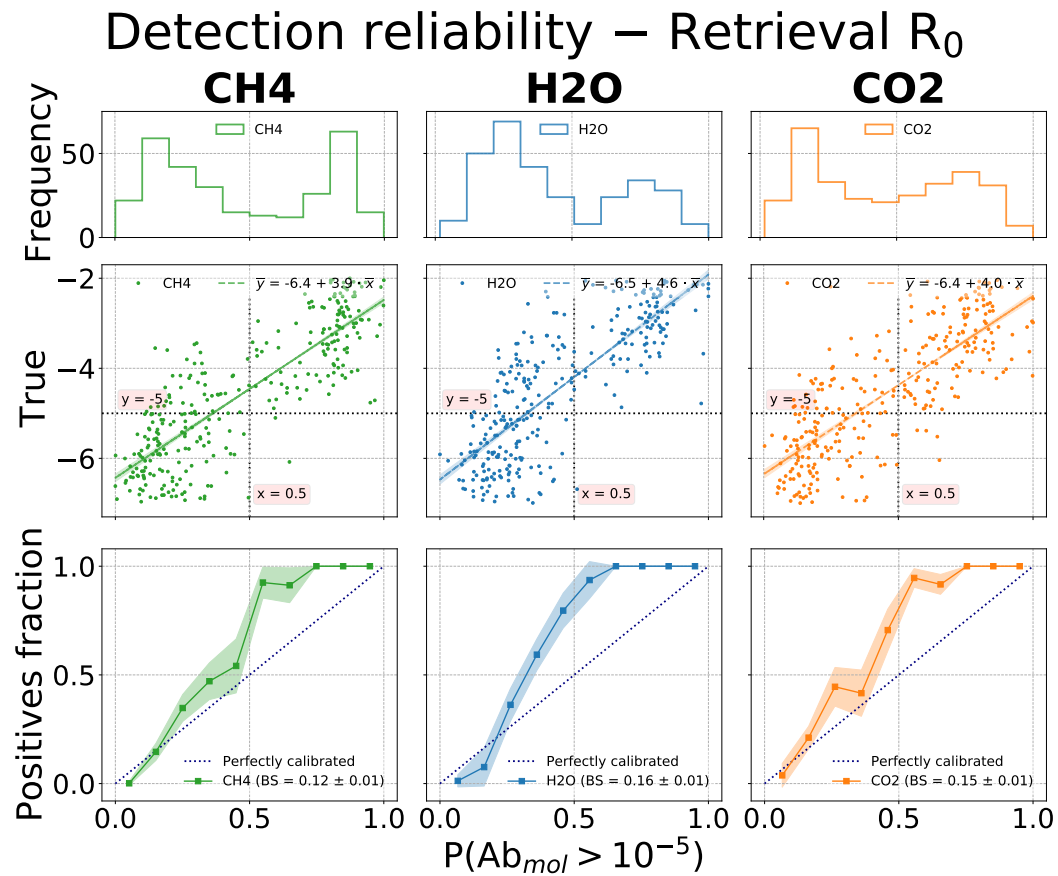 Detection reliability − Retrieval R₀
CH4 H2O CO2
Frequency
50
0
CH4
H2O
CO2
True
−2
−4
−6
CH4 y̅ = -6.4 + 3.9 · x̅
H2O y̅ = -6.5 + 4.6 · x̅
CO2 y̅ = -6.4 + 4.0 · x̅
y = -5
y = -5
y = -5
x = 0.5
x = 0.5
x = 0.5
Positives fraction
1.0
0.5
0.0
Perfectly calibrated
CH4 (BS = 0.12 ± 0.01)
Perfectly calibrated
H2O (BS = 0.16 ± 0.01)
Perfectly calibrated
CO2 (BS = 0.15 ± 0.01)
0.0 0.5 1.0 0.0 0.5 1.0 0.0 0.5 1.0
P(Ab_mol > 10⁻⁵)